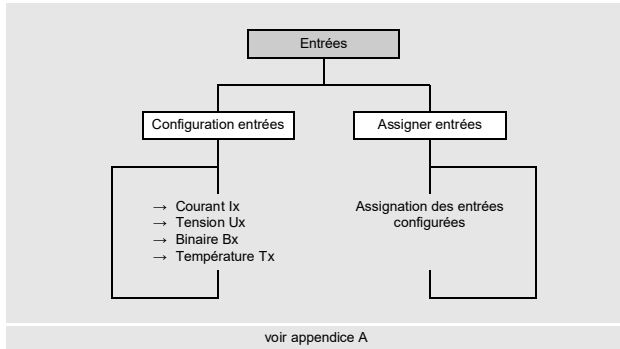 Entrées
Configuration entrées
Assigner entrées
→ Courant Ix
→ Tension Ux
→ Binaire Bx
→ Température Tx
Assignation des entrées
configurées
voir appendice A